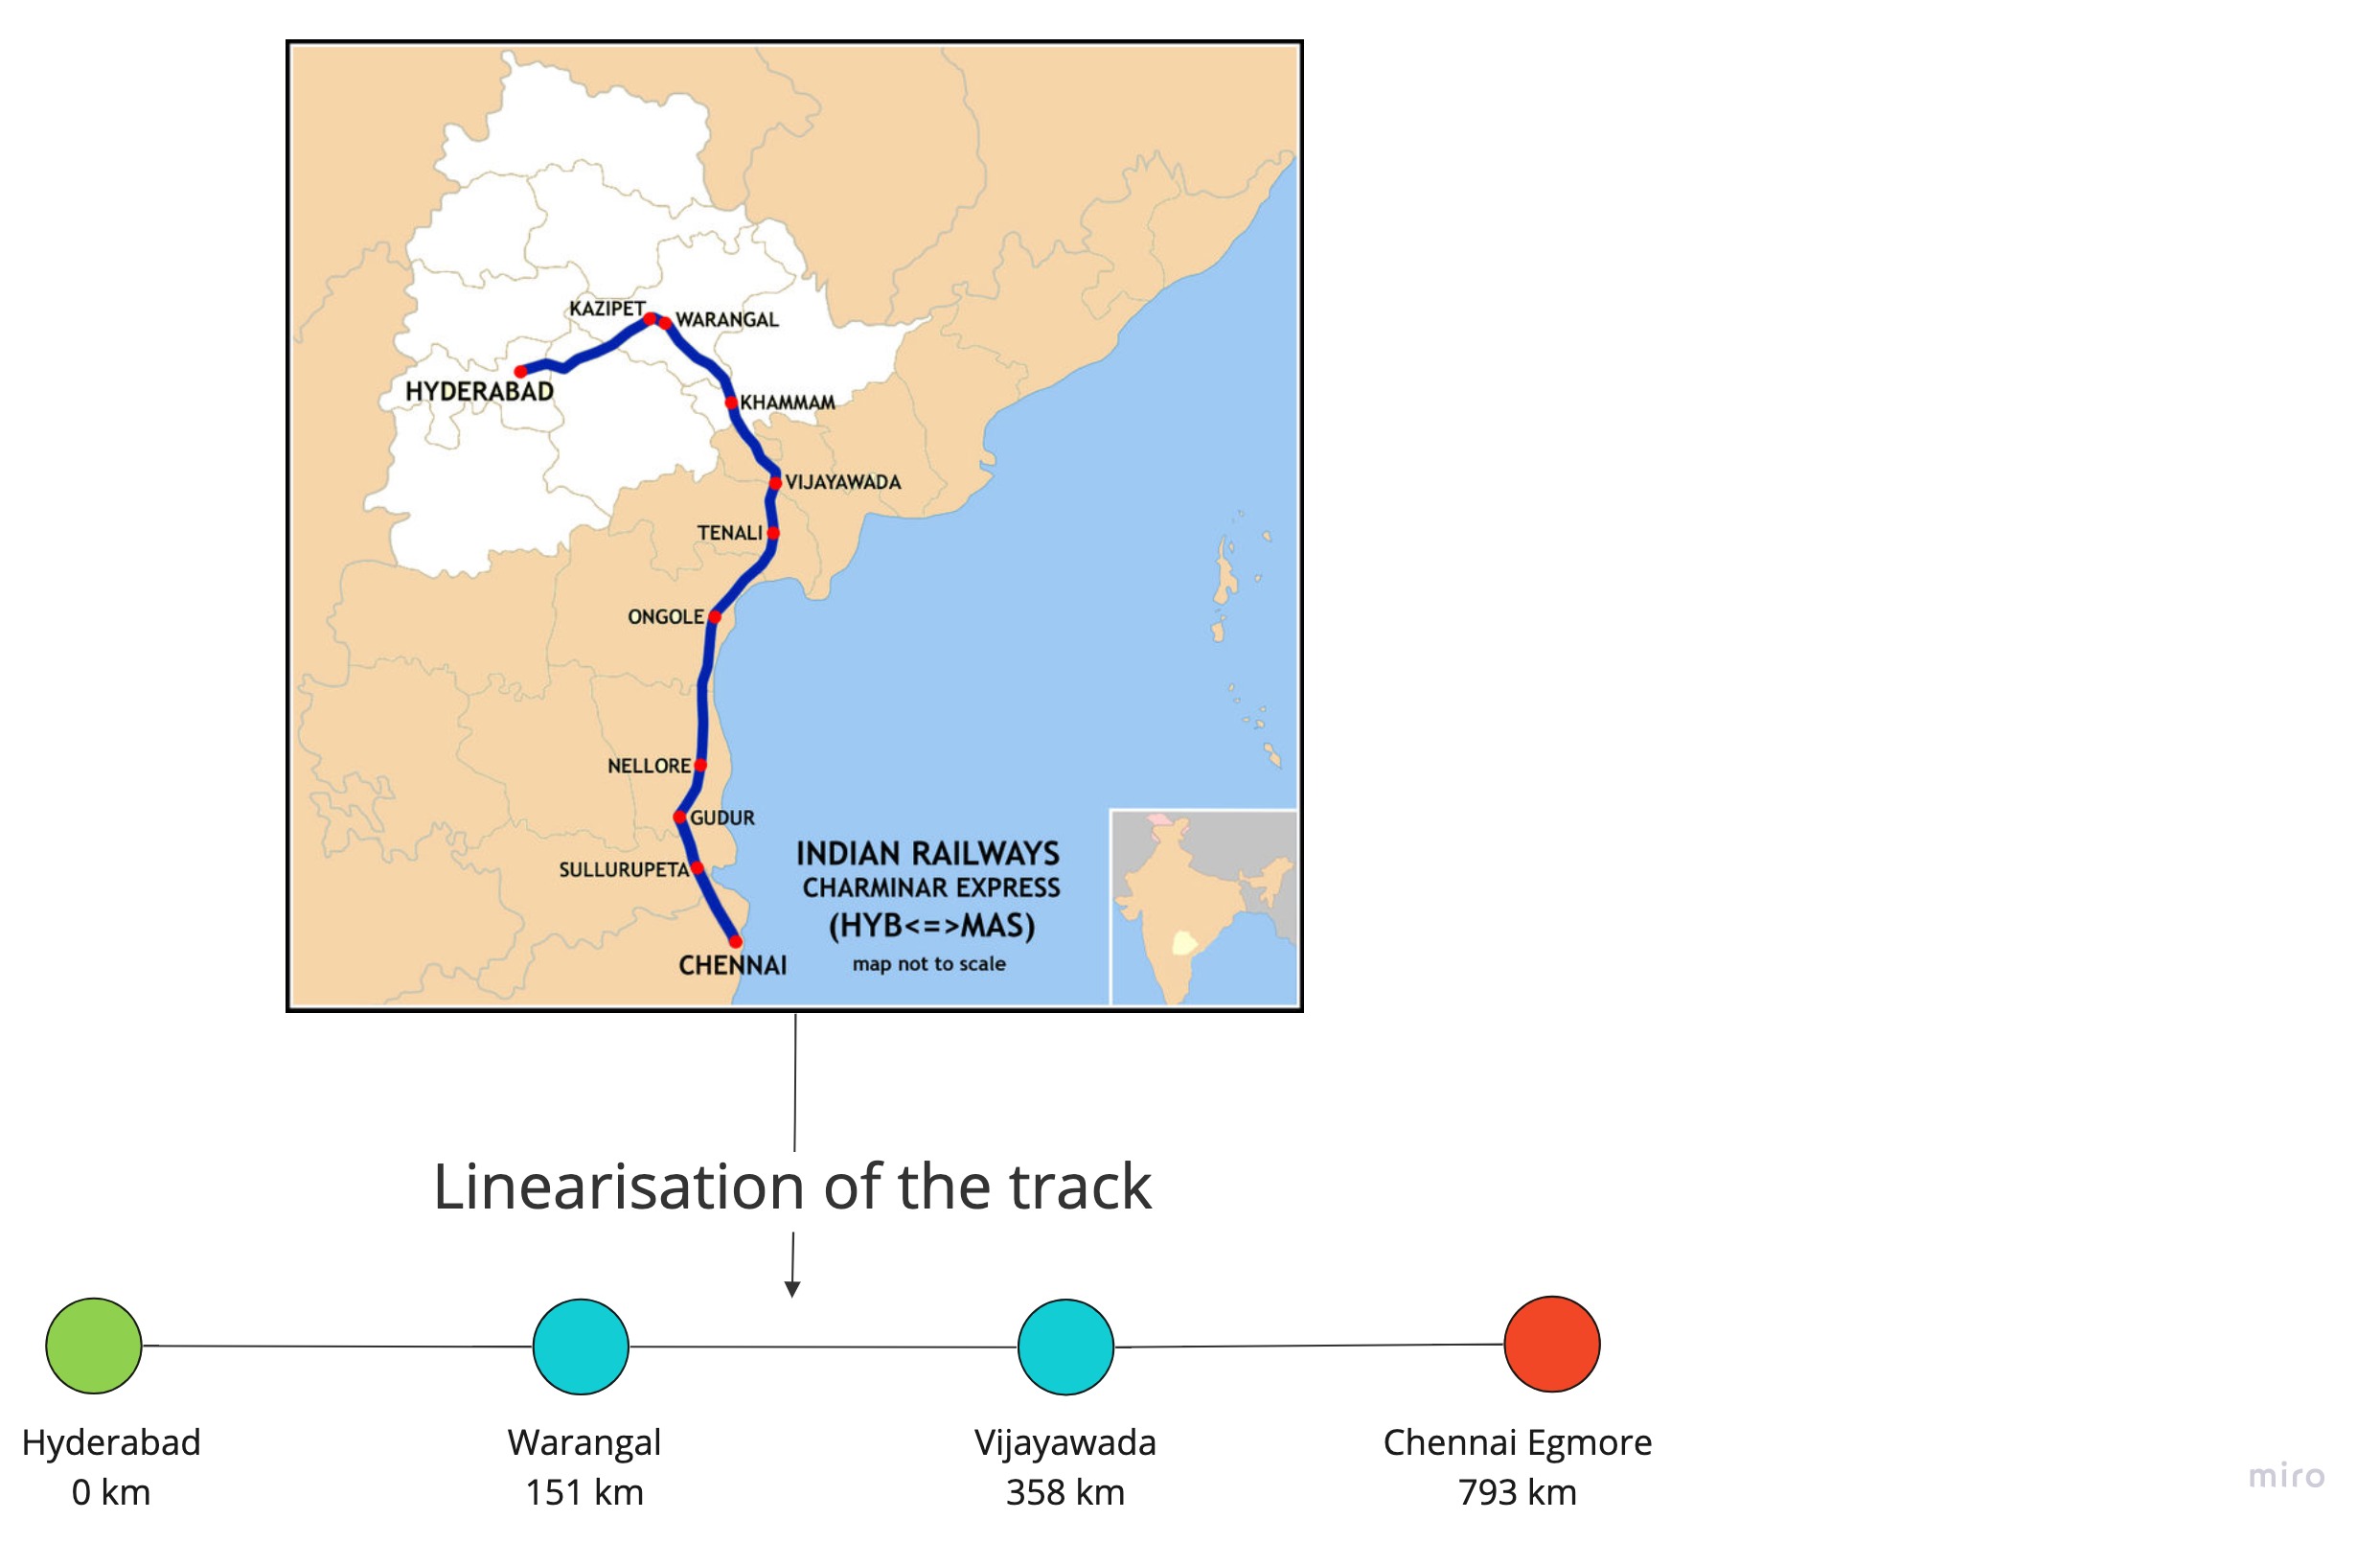 KAZIPET
WARANGAL
HYDERABAD
KHAMMAM
VIJAYAWADA
TENALI
ONGOLE
NELLORE
GUDUR
SULLURUPETA
CHENNAI
INDIAN RAILWAYS
CHARMINAR EXPRESS
(HYB<=>MAS)
map not to scale
Linearisation of the track
Hyderabad
0 km
Warangal
151 km
Vijayawada
358 km
Chennai Egmore
793 km
miro